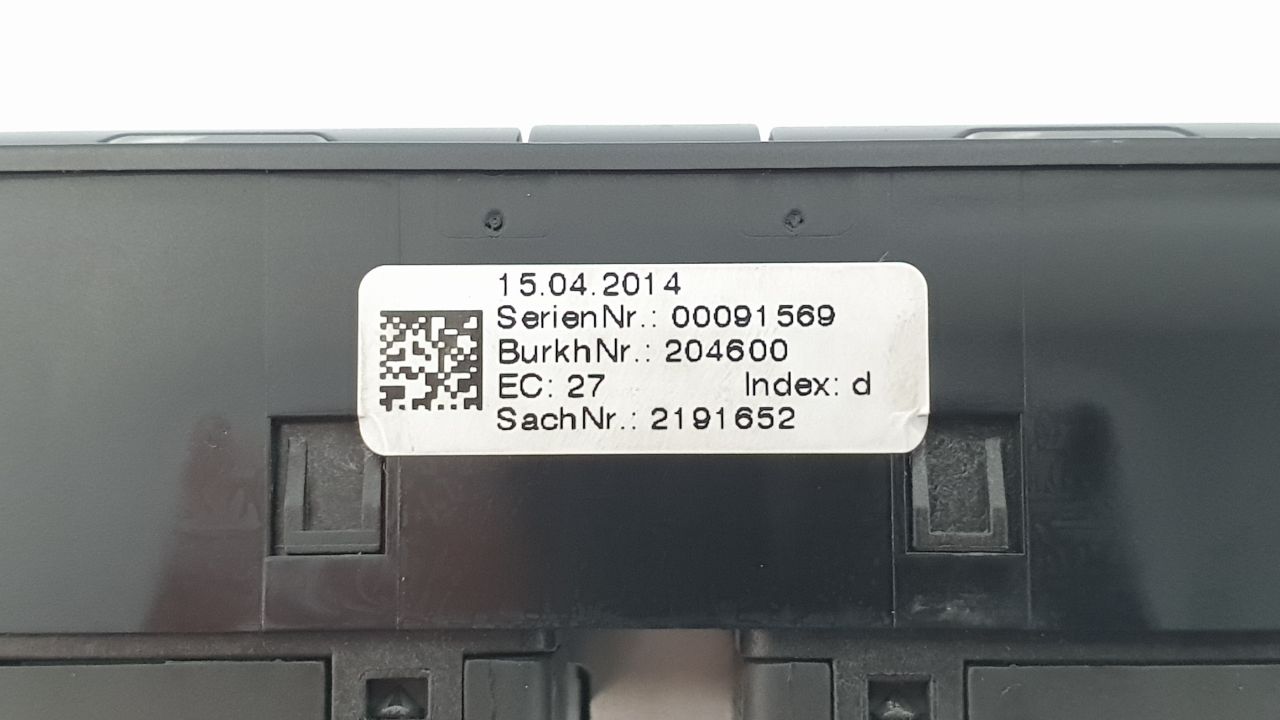 15.04.2014
SerienNr.: 00091569
BurkhNr.: 204600
EC: 27 Index: d
SachNr.: 2191652